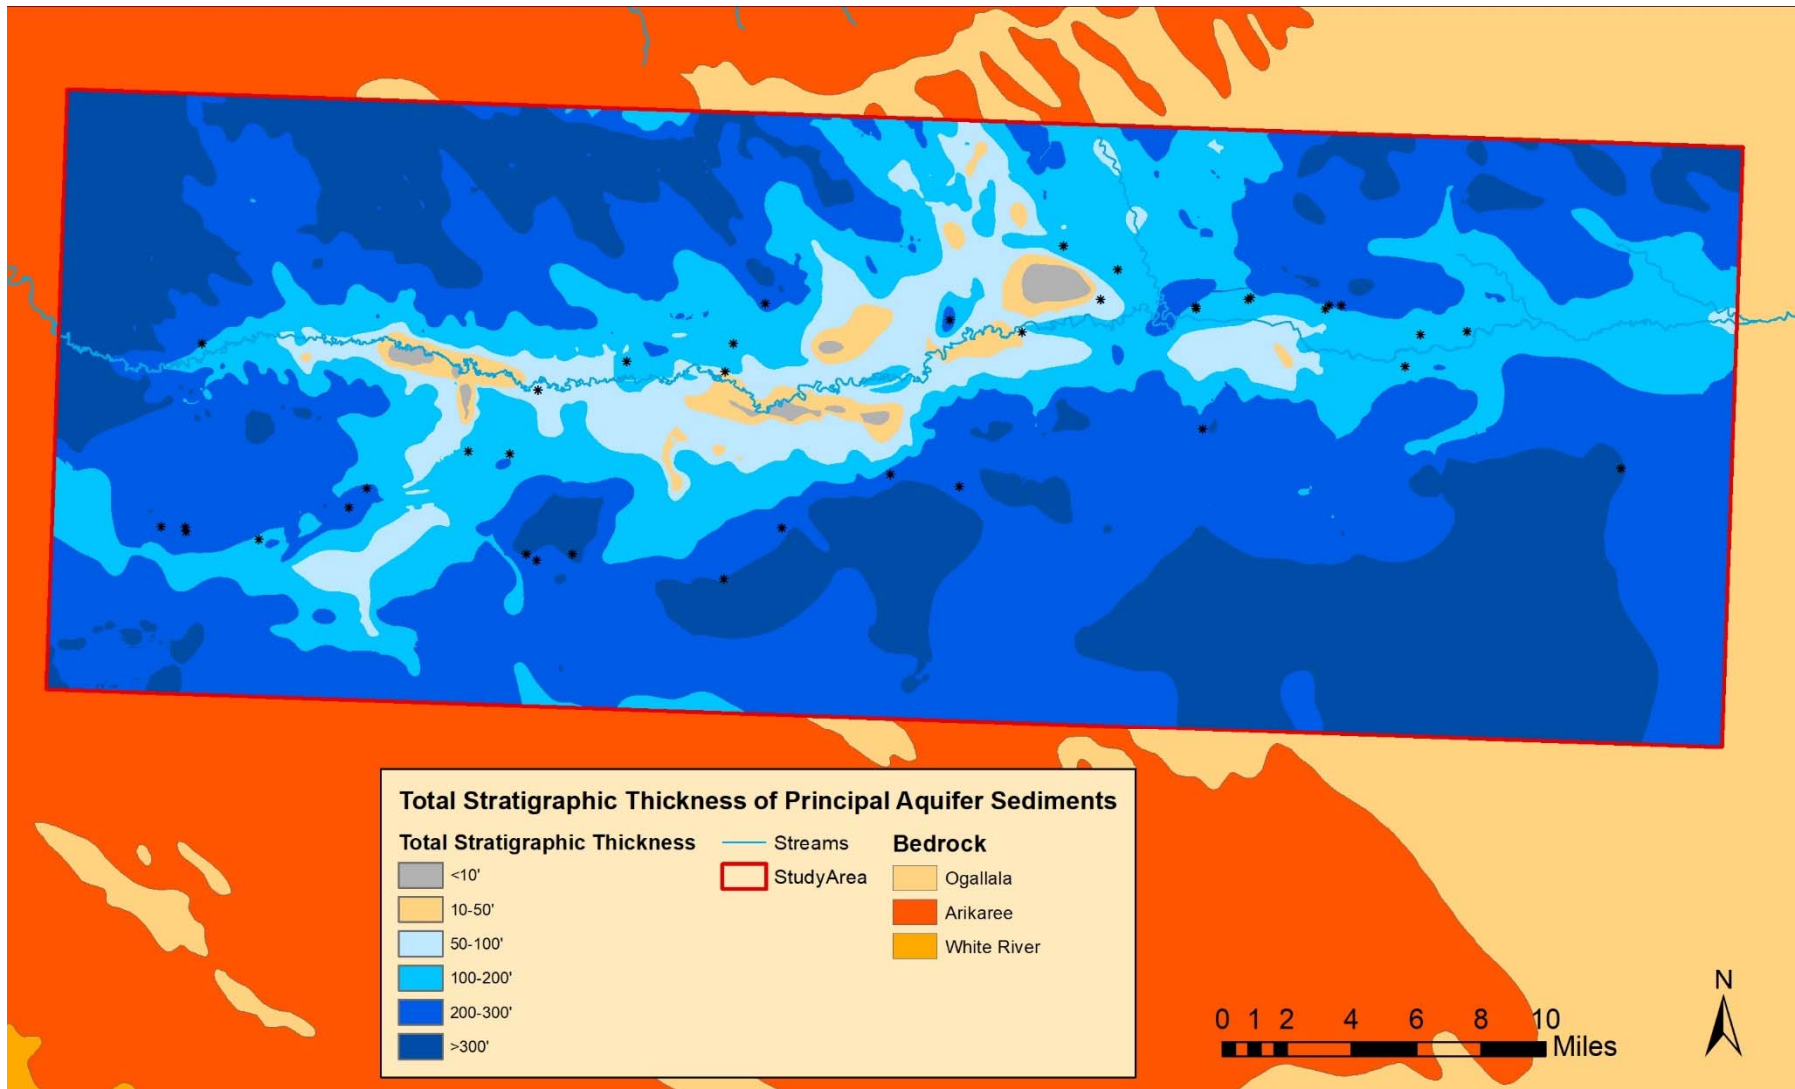 Total Stratigraphic Thickness of Principal Aquifer Sediments
Total Stratigraphic Thickness
<10'
10-50'
50-100'
100-200'
200-300'
>300'
Streams
StudyArea
Bedrock
Ogallala
Arikaree
White River
0 1 2 4 6 8 10
Miles
N